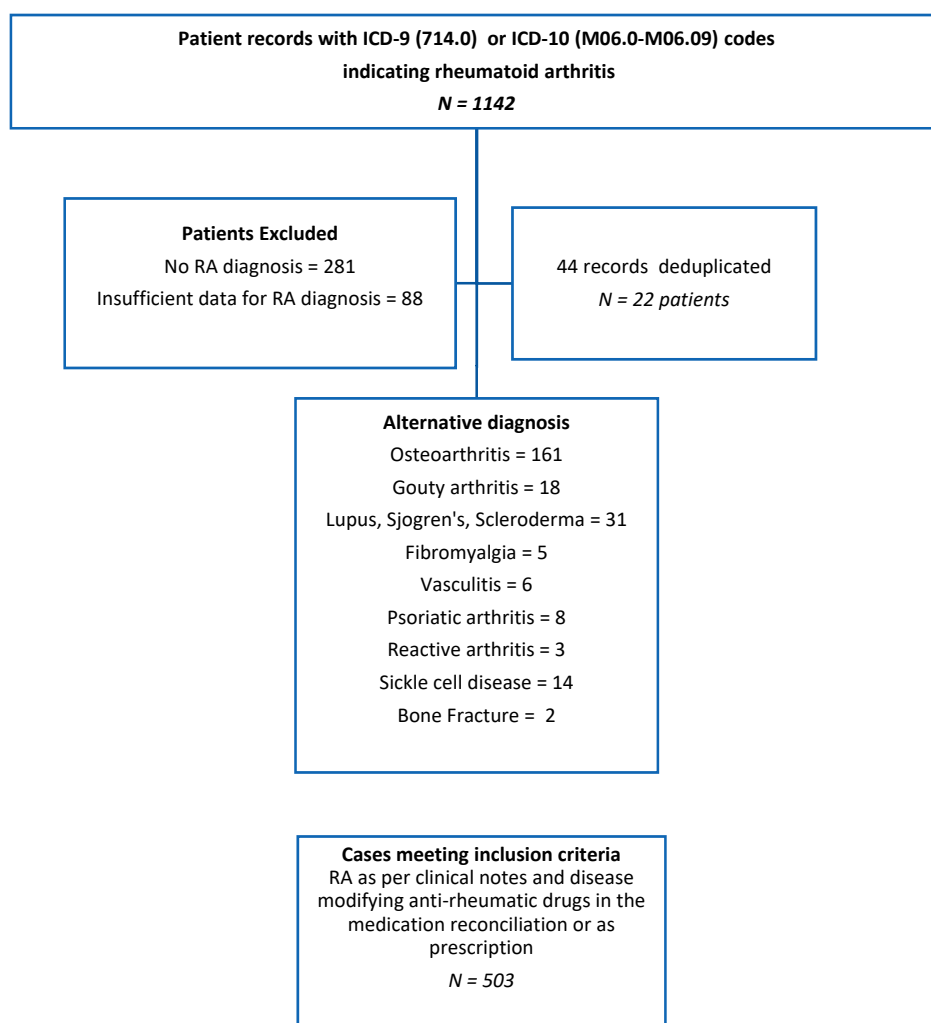 Patient records with ICD-9 (714.0) or ICD-10 (M06.0-M06.09) codes
indicating rheumatoid arthritis
N = 1142
Patients Excluded
No RA diagnosis = 281
Insufficient data for RA diagnosis = 88
44 records deduplicated
N = 22 patients
Alternative diagnosis
Osteoarthritis = 161
Gouty arthritis = 18
Lupus, Sjogren's, Scleroderma = 31
Fibromyalgia = 5
Vasculitis = 6
Psoriatic arthritis = 8
Reactive arthritis = 3
Sickle cell disease = 14
Bone Fracture = 2
Cases meeting inclusion criteria
RA as per clinical notes and disease
modifying anti-rheumatic drugs in the
medication reconciliation or as
prescription
N = 503